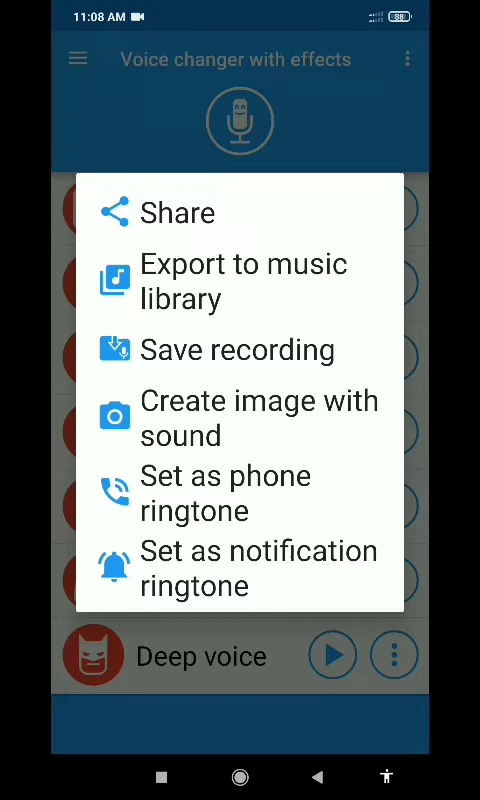 11:08 AM
88
Voice changer with effects
Share
Export to music
library
Save recording
Create image with
sound
Set as phone
ringtone
Set as notification
ringtone
Deep voice